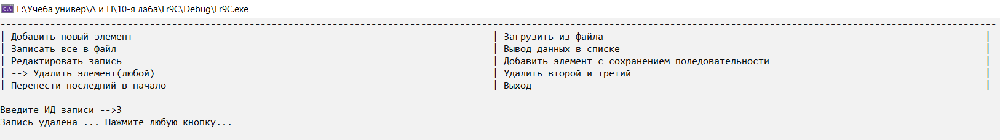 E:\Учеба универ\А и П\10-я лаба\Lr9C\Debug\Lr9C.exe
| Добавить новый элемент | Загрузить из файла |
| Записать все в файл | Вывод данных в списке |
| Редактировать запись | Добавить элемент с сохранением поледовательности |
| --> Удалить элемент(любой) | Удалить второй и третий |
| Перенести последний в начало | Выход |
Введите ИД записи -->3
Запись удалена ... Нажмите любую кнопку...